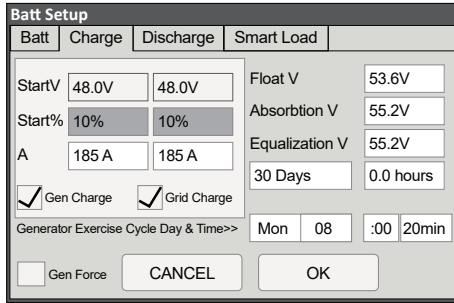 Batt Setup
Batt Charge Discharge Smart Load
StartV 48.0V 48.0V
Start% 10% 10%
A 185 A 185 A
Gen Charge Grid Charge
Float V 53.6V
Absorbtion V 55.2V
Equalization V 55.2V
30 Days 0.0 hours
Generator Exercise Cycle Day & Time>> Mon 08 :00 20min
Gen Force CANCEL OK